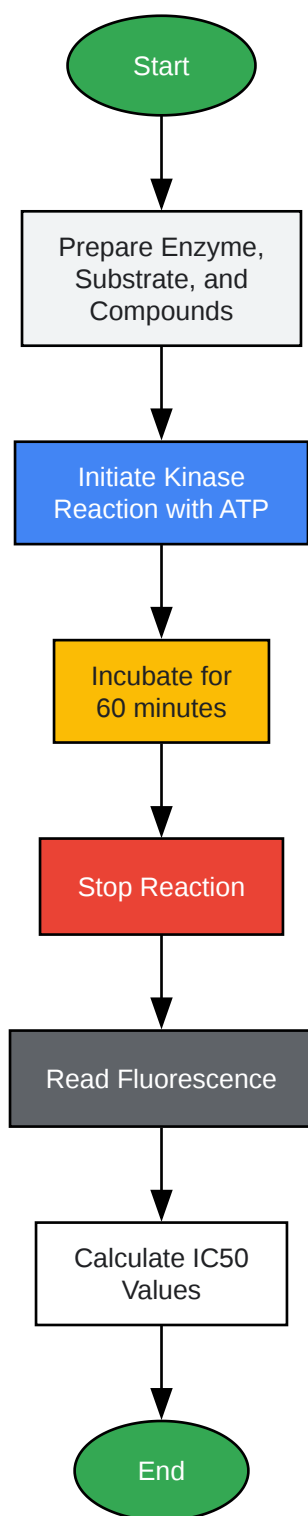 Start
Prepare Enzyme,
Substrate, and
Compounds
Initiate Kinase
Reaction with ATP
Incubate for
60 minutes
Stop Reaction
Read Fluorescence
Calculate IC50
Values
End